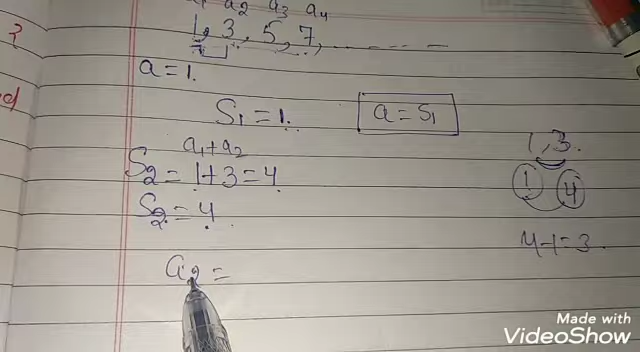 a2 a3 a4
1, 3, 5, 7, ------
a = 1.
S1 = 1. a = S1
a1 + a2
S2 = 1 + 3 = 4
S2 = 4
a2 =
1, 3.
1 4
4 - 1 = 3.
Made with
VideoShow